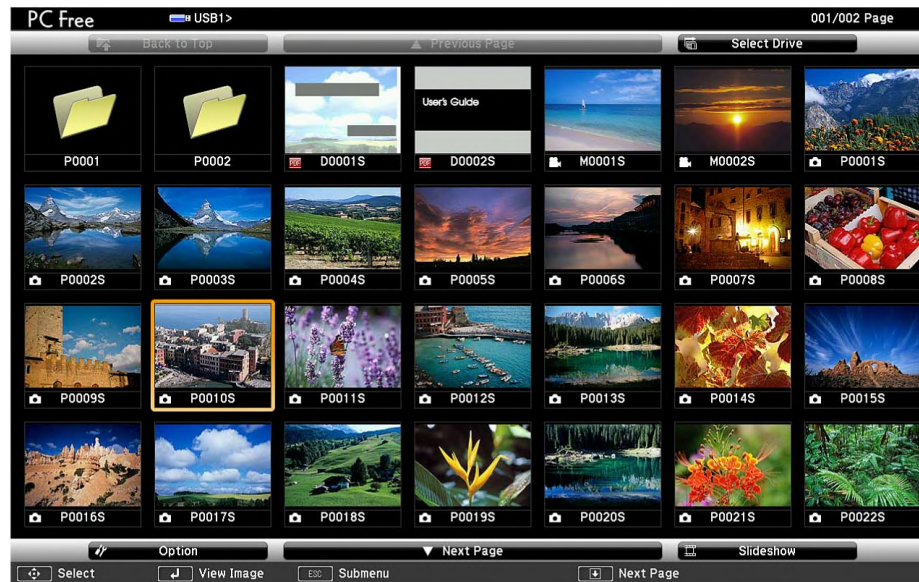 PC Free USB1> 001/002 Page
Back to Top Previous Page Select Drive
User's Guide
P0001 P0002 PDF D0001S PDF D0002S M0001S M0002S P0001S
P0002S P0003S P0004S P0005S P0006S P0007S P0008S
P0009S P0010S P0011S P0012S P0013S P0014S P0015S
P0016S P0017S P0018S P0019S P0020S P0021S P0022S
Option Next Page Slideshow
Select View Image ESC Submenu Next Page